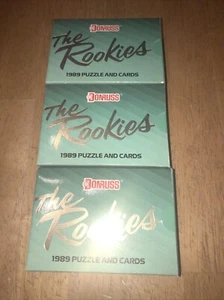 DONRUSS
The
Rookies
1989 PUZZLE AND CARDS
DONRUSS
The
Rookies
1989 PUZZLE AND CARDS
DONRUSS
The
Rookies
1989 PUZZLE AND CARDS